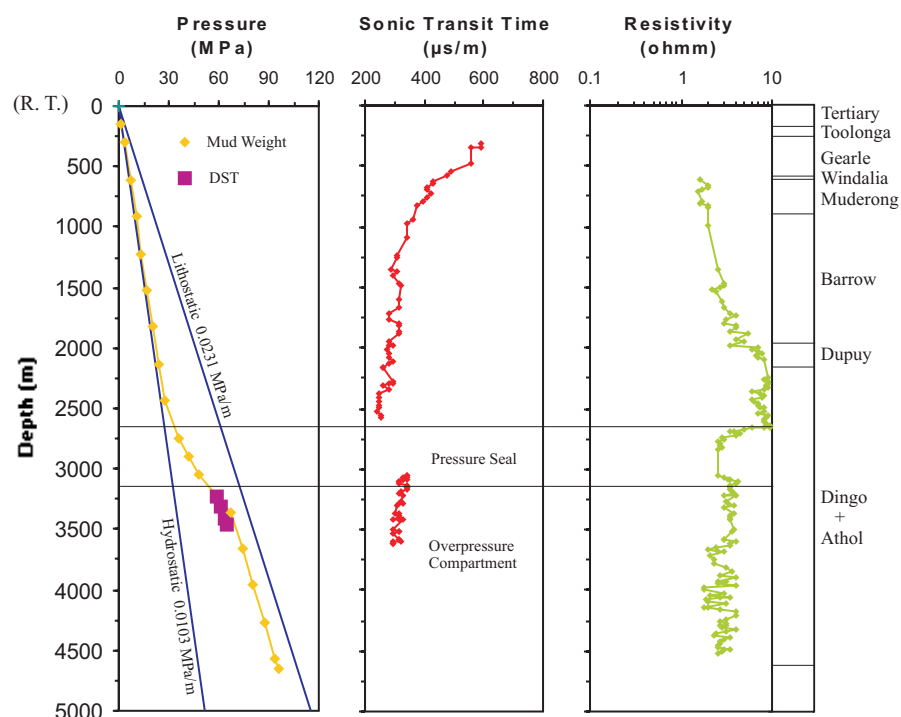 Pressure
(MPa)
Sonic Transit Time
(µs/m)
Resistivity
(ohmm)
0 30 60 90 120
200 400 600 800
0.1 1 10
(R. T.)
0
500
1000
1500
2000
2500
3000
3500
4000
4500
5000
Depth (m)
Mud Weight
DST
Lithostatic 0.0231 MPa/m
Hydrostatic 0.0103 MPa/m
Pressure Seal
Overpressure
Compartment
Tertiary
Toolonga
Gearle
Windalia
Muderong
Barrow
Dupuy
Dingo
+
Athol